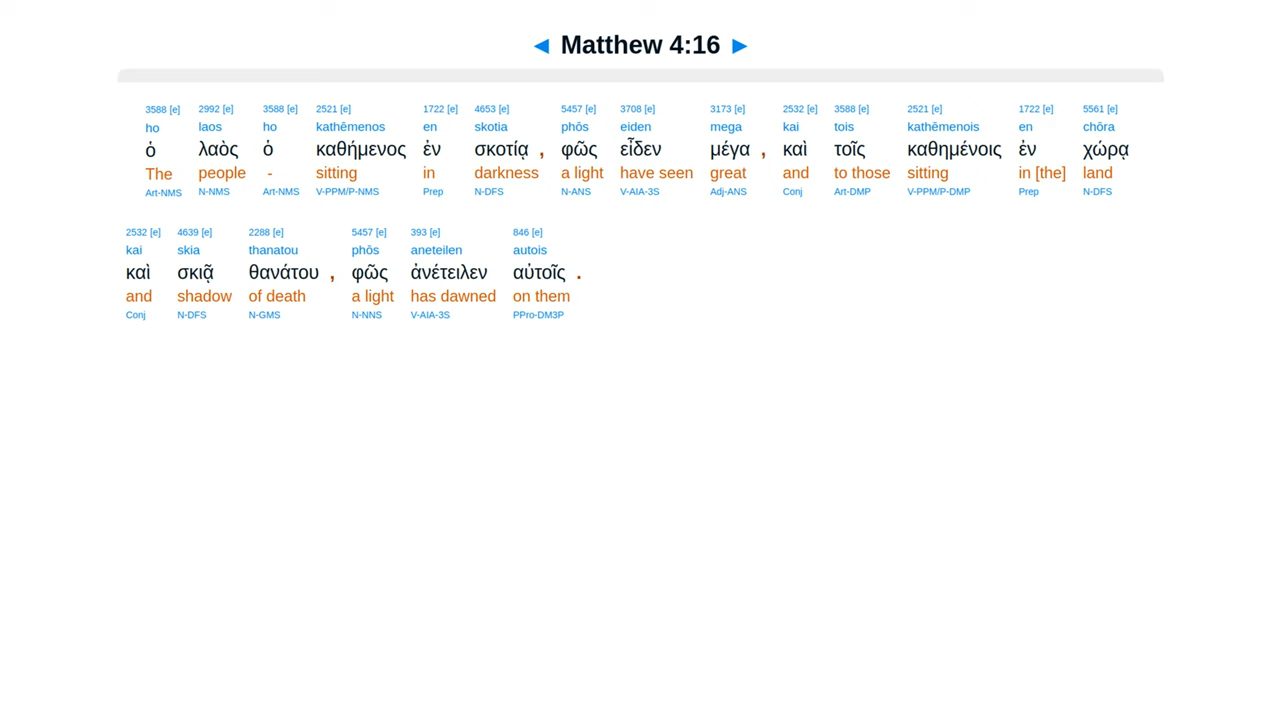 ◄ Matthew 4:16 ►
3588 [e] 2992 [e] 3588 [e] 2521 [e] 1722 [e] 4653 [e] 5457 [e] 3708 [e] 3173 [e] 2532 [e] 3588 [e] 2521 [e] 1722 [e] 5561 [e]
ho laos ho kathēmenos en skotia phōs eiden mega kai tois kathēmenois en chōra
ὁ λαὸς ὁ καθήμενος ἐν σκοτίᾳ , φῶς εἶδεν μέγα , καὶ τοῖς καθημένοις ἐν χώρᾳ
The people - sitting in darkness a light have seen great and to those sitting in [the] land
Art-NMS N-NMS Art-NMS V-PPM/P-NMS Prep N-DFS N-ANS V-AIA-3S Adj-ANS Conj Art-DMP V-PPM/P-DMP Prep N-DFS
2532 [e] 4639 [e] 2288 [e] 5457 [e] 393 [e] 846 [e]
kai skia thanatou phōs aneteilen autois
καὶ σκιᾷ θανάτου , φῶς ἀνέτειλεν αὐτοῖς .
and shadow of death a light has dawned on them
Conj N-DFS N-GMS N-NNS V-AIA-3S PPro-DM3P